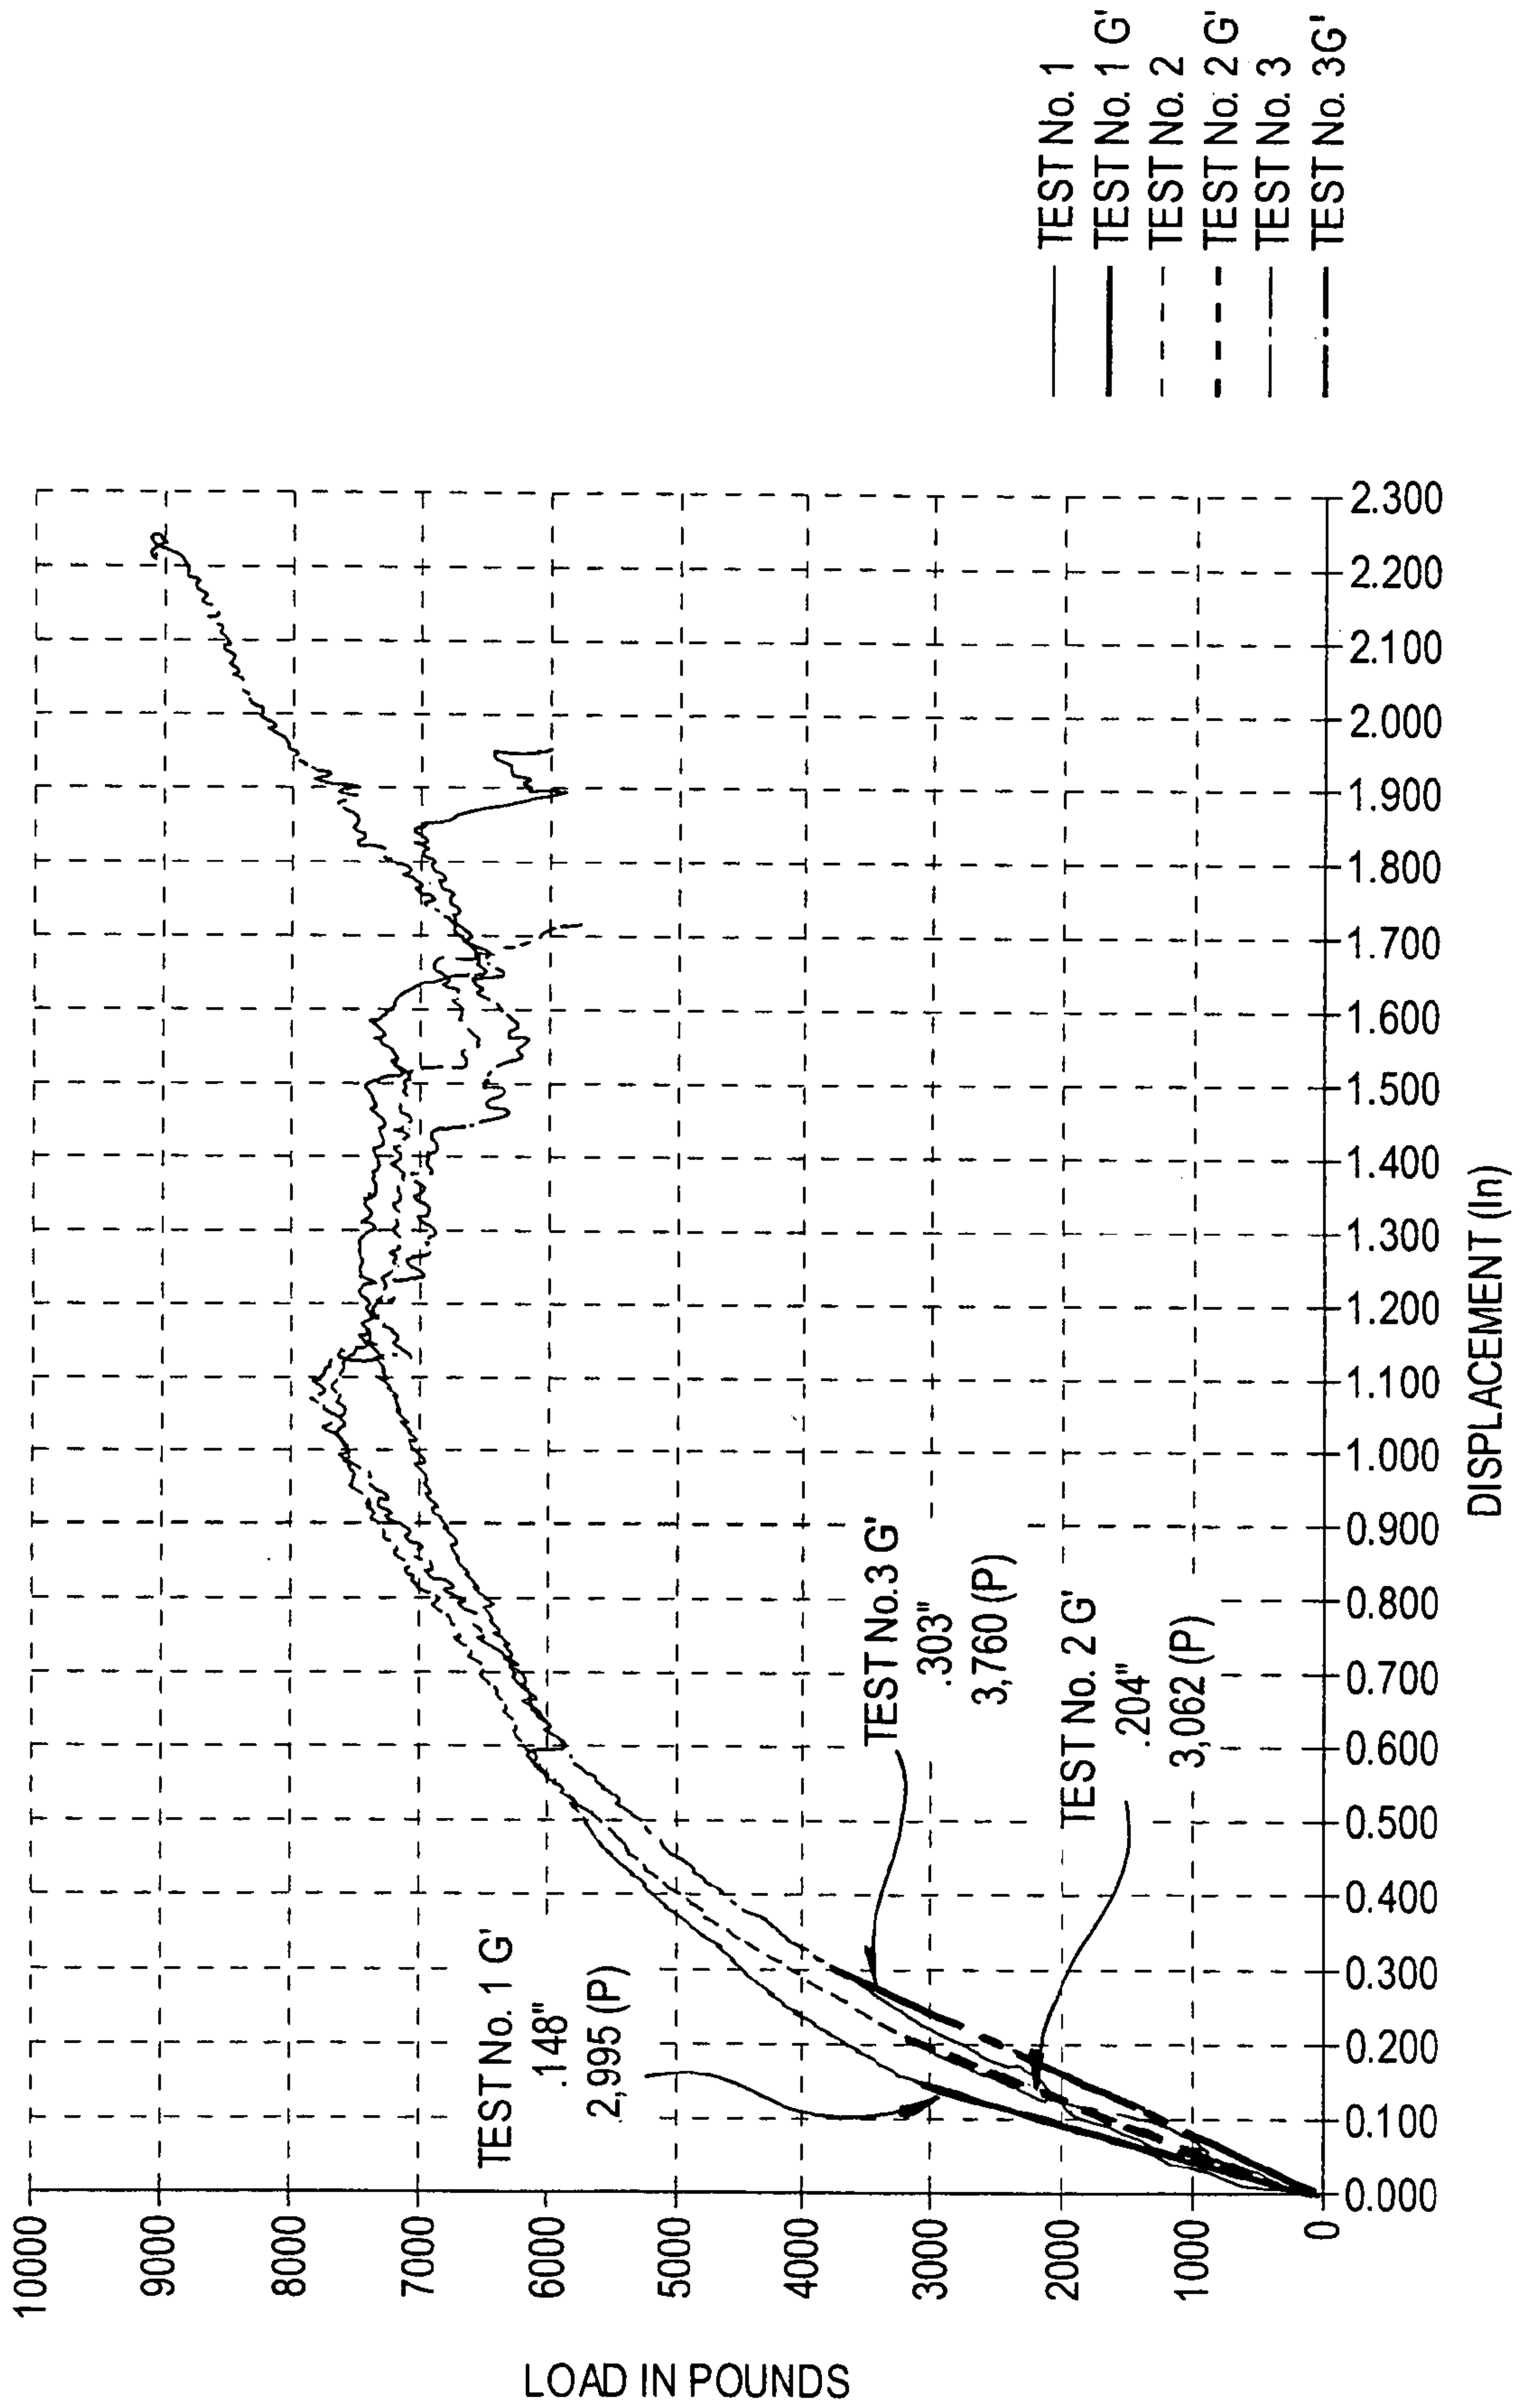 LOAD IN POUNDS
10000
9000
8000
7000
6000
5000
4000
3000
2000
1000
0
0.000
0.100
0.200
0.300
0.400
0.500
0.600
0.700
0.800
0.900
1.000
1.100
1.200
1.300
1.400
1.500
1.600
1.700
1.800
1.900
2.000
2.100
2.200
2.300
DISPLACEMENT (In)
TEST No. 1 G'
.148"
2,995 (P)
TEST No.3 G'
.303"
3,760 (P)
TEST No. 2 G'
.204"
3,062 (P)
TEST No. 1
TEST No. 1 G'
TEST No. 2
TEST No. 2 G'
TEST No. 3
TEST No. 3G'